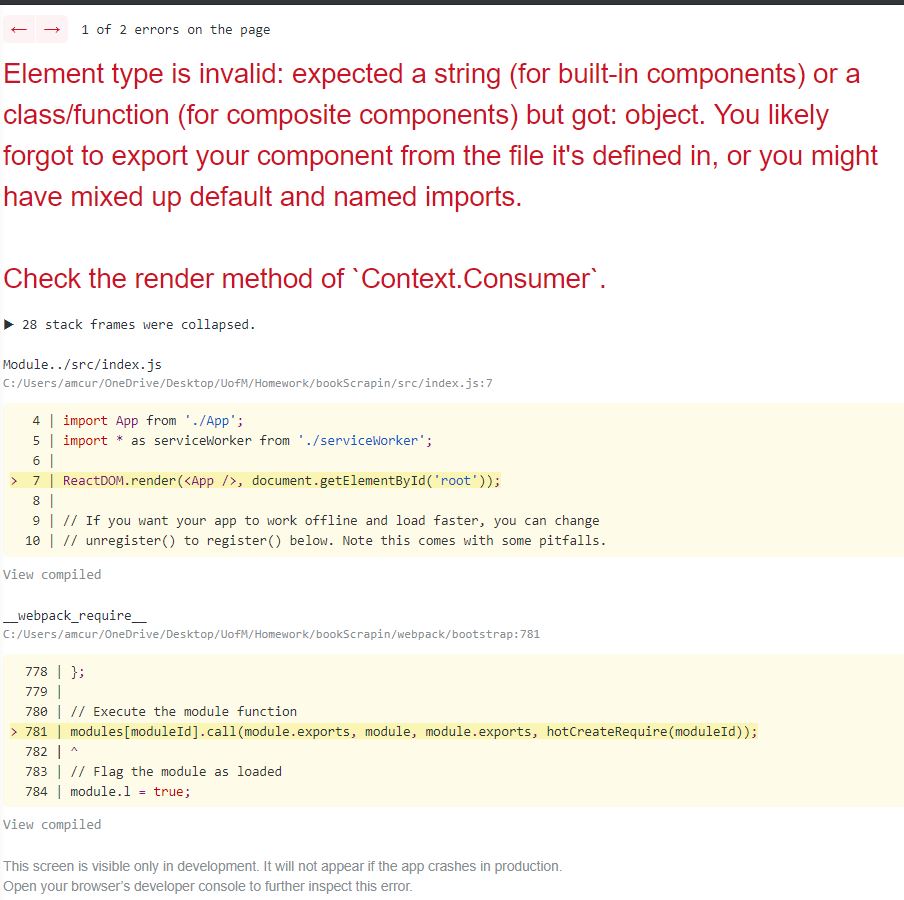 ← → 1 of 2 errors on the page
Element type is invalid: expected a string (for built-in components) or a
class/function (for composite components) but got: object. You likely
forgot to export your component from the file it's defined in, or you might
have mixed up default and named imports.
Check the render method of `Context.Consumer`.
▶ 28 stack frames were collapsed.
Module../src/index.js
C:/Users/amcur/OneDrive/Desktop/UofM/Homework/bookScrapin/src/index.js:7
4 | import App from './App';
5 | import * as serviceWorker from './serviceWorker';
6 |
> 7 | ReactDOM.render(<App />, document.getElementById('root'));
8 |
9 | // If you want your app to work offline and load faster, you can change
10 | // unregister() to register() below. Note this comes with some pitfalls.
View compiled
__webpack_require__
C:/Users/amcur/OneDrive/Desktop/UofM/Homework/bookScrapin/webpack/bootstrap:781
778 | };
779 |
780 | // Execute the module function
> 781 | modules[moduleId].call(module.exports, module, module.exports, hotCreateRequire(moduleId));
782 | ^
783 | // Flag the module as loaded
784 | module.l = true;
View compiled
This screen is visible only in development. It will not appear if the app crashes in production.
Open your browser's developer console to further inspect this error.